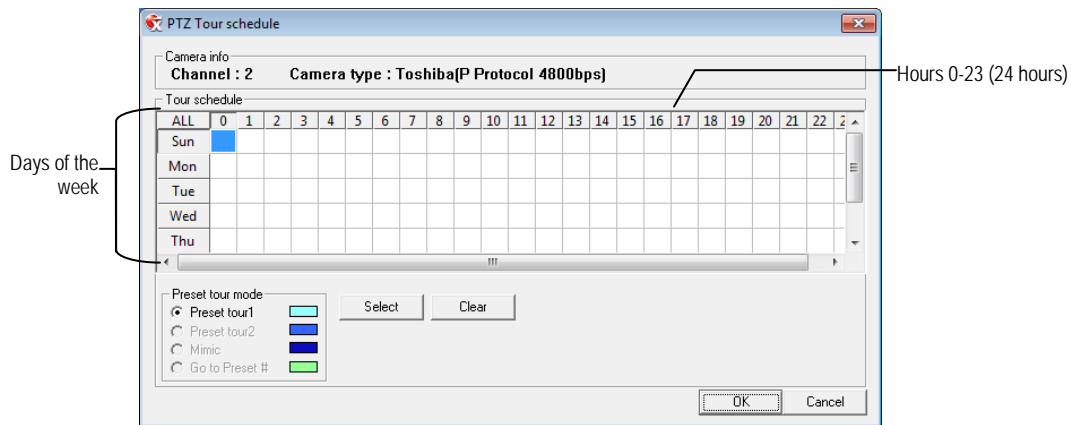 PTZ Tour schedule
Camera info
Channel : 2 Camera type : Toshiba(P Protocol 4800bps)
Hours 0-23 (24 hours)
Tour schedule
ALL 0 1 2 3 4 5 6 7 8 9 10 11 12 13 14 15 16 17 18 19 20 21 22 2
Sun
Mon
Days of the
week
Tue
Wed
Thu
Preset tour mode
Preset tour1
Preset tour2
Mimic
Go to Preset #
Select Clear
OK Cancel